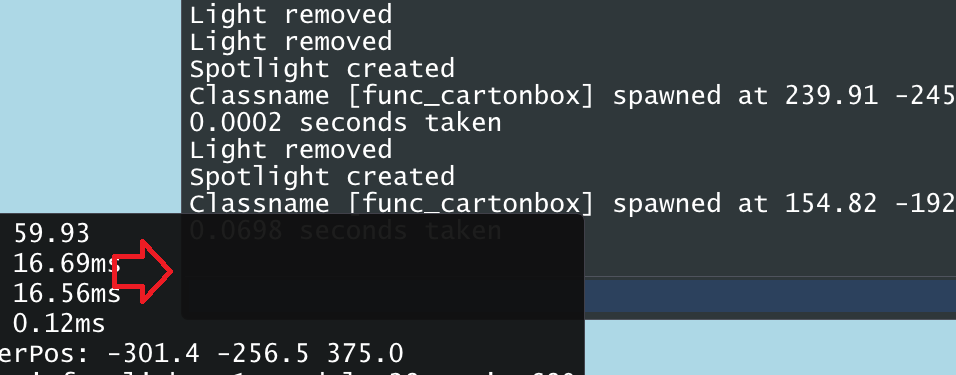 Light removed
Light removed
Spotlight created
Classname [func_cartonbox] spawned at 239.91 -245
0.0002 seconds taken
Light removed
Spotlight created
Classname [func_cartonbox] spawned at 154.82 -192
0.0698 seconds taken
59.93
16.69ms
16.56ms
0.12ms
erPos: -301.4 -256.5 375.0